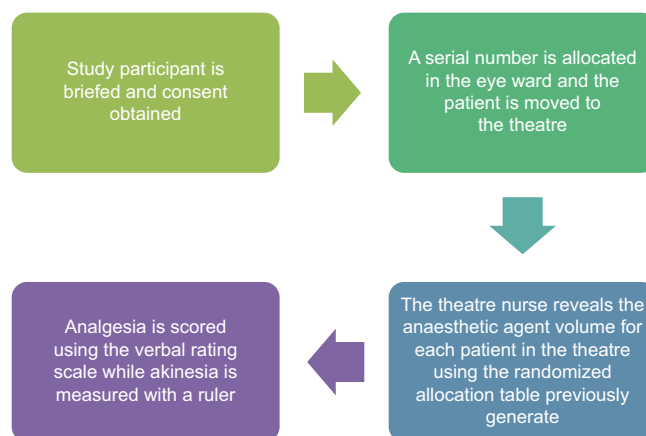 Study participant is
briefed and consent
obtained
A serial number is allocated
in the eye ward and the
patient is moved to
the theatre
The theatre nurse reveals the
anaesthetic agent volume for
each patient in the theatre
using the randomized
allocation table previously
generate
Analgesia is scored
using the verbal rating
scale while akinesia is
measured with a ruler